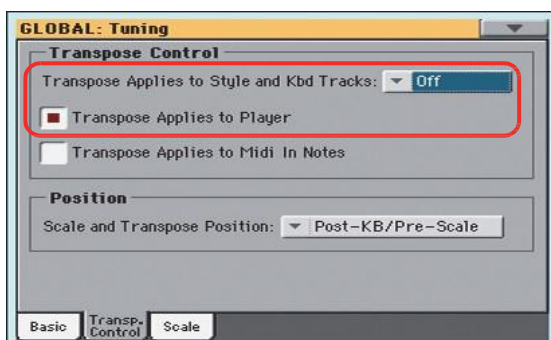 GLOBAL: Tuning
Transpose Control
Transpose Applies to Style and Kbd Tracks: Off
Transpose Applies to Player
Transpose Applies to Midi In Notes
Position
Scale and Transpose Position: Post-KB/Pre-Scale
Basic Transp. Control Scale